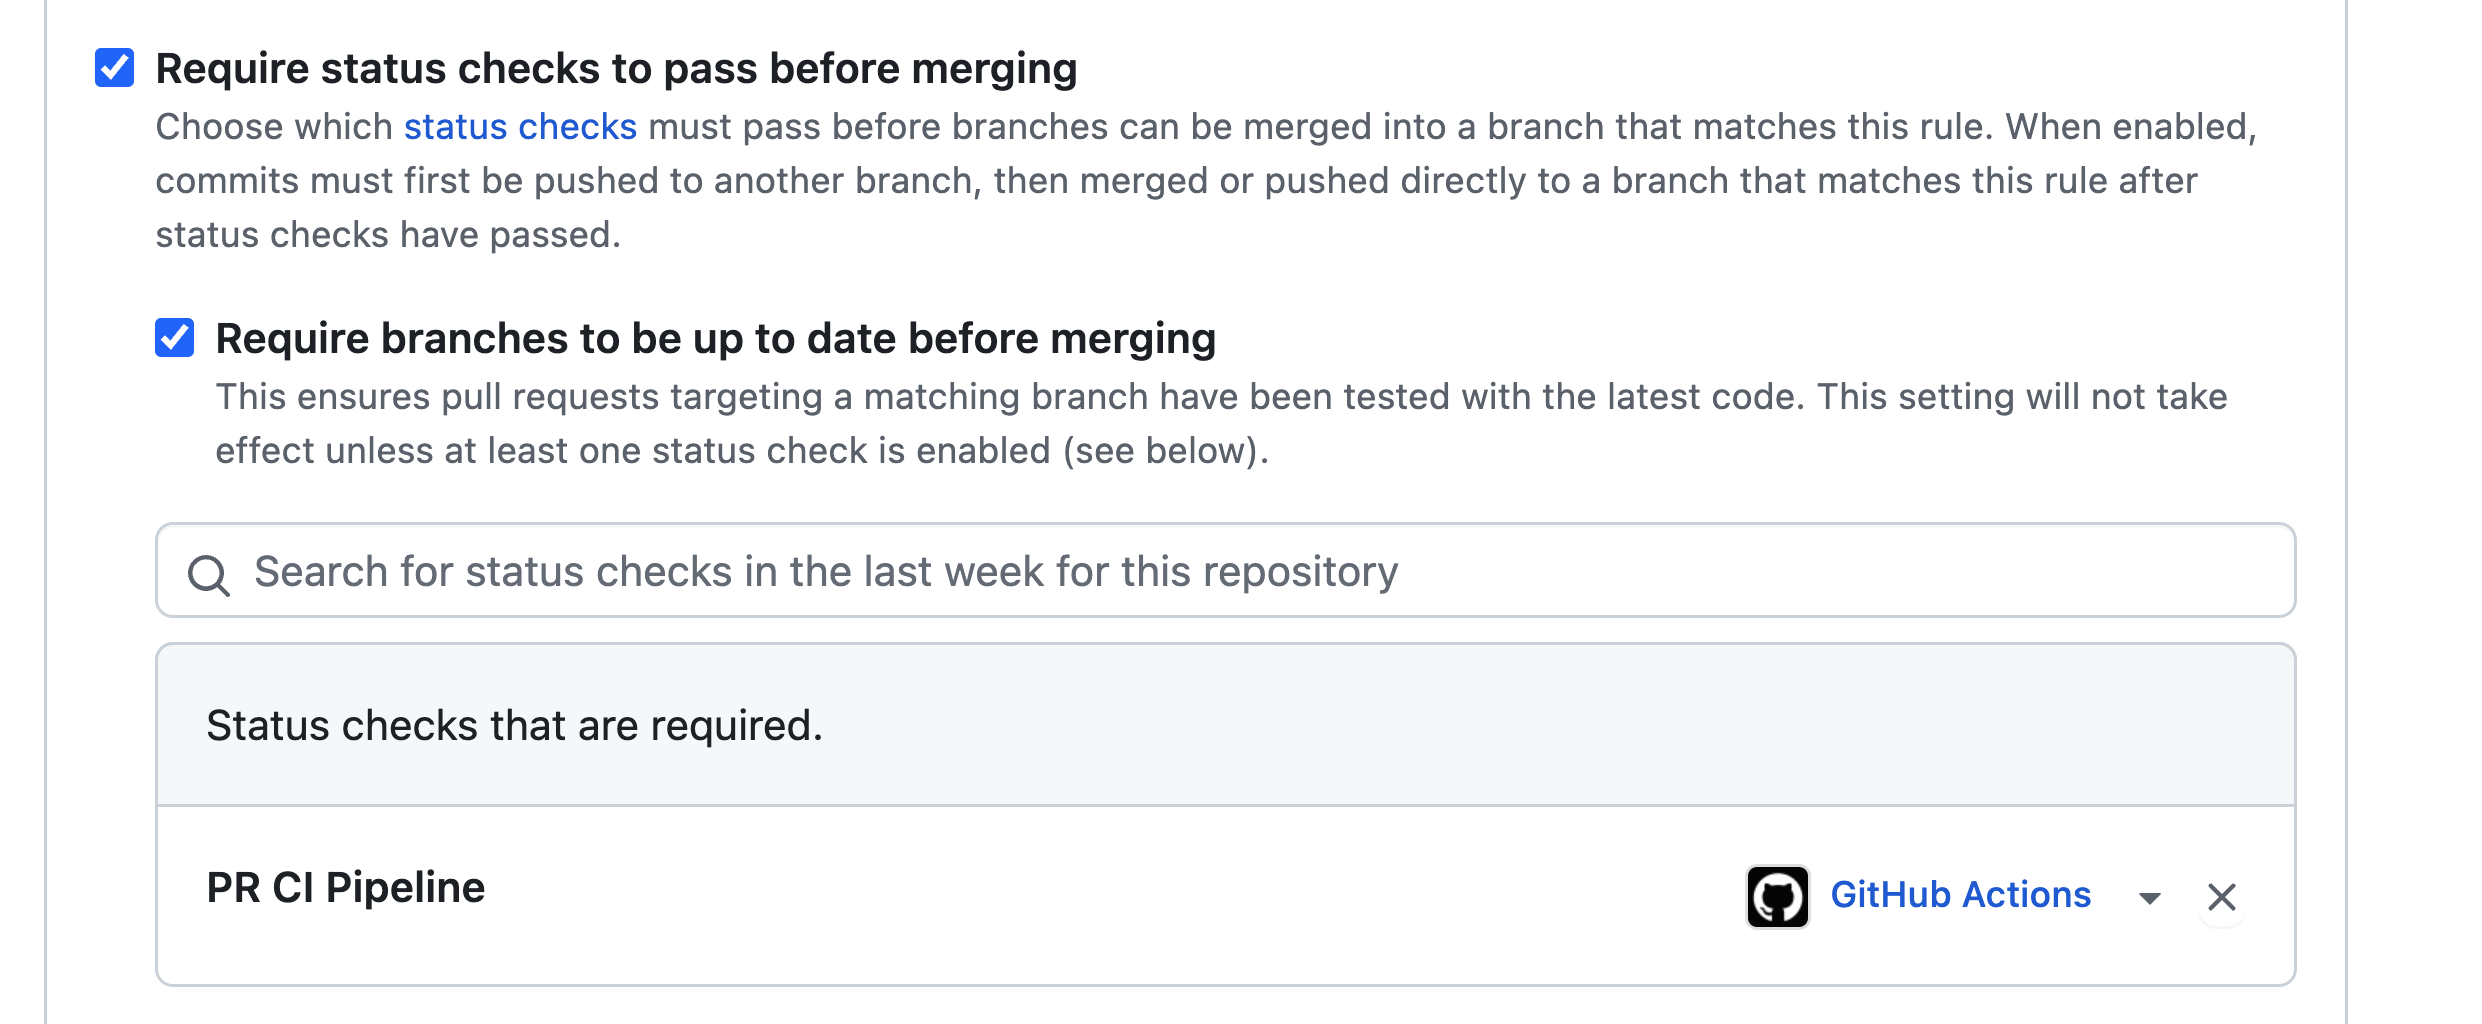 Require status checks to pass before merging
Choose which status checks must pass before branches can be merged into a branch that matches this rule. When enabled,
commits must first be pushed to another branch, then merged or pushed directly to a branch that matches this rule after
status checks have passed.
Require branches to be up to date before merging
This ensures pull requests targeting a matching branch have been tested with the latest code. This setting will not take
effect unless at least one status check is enabled (see below).
Search for status checks in the last week for this repository
Status checks that are required.
PR CI Pipeline
GitHub Actions